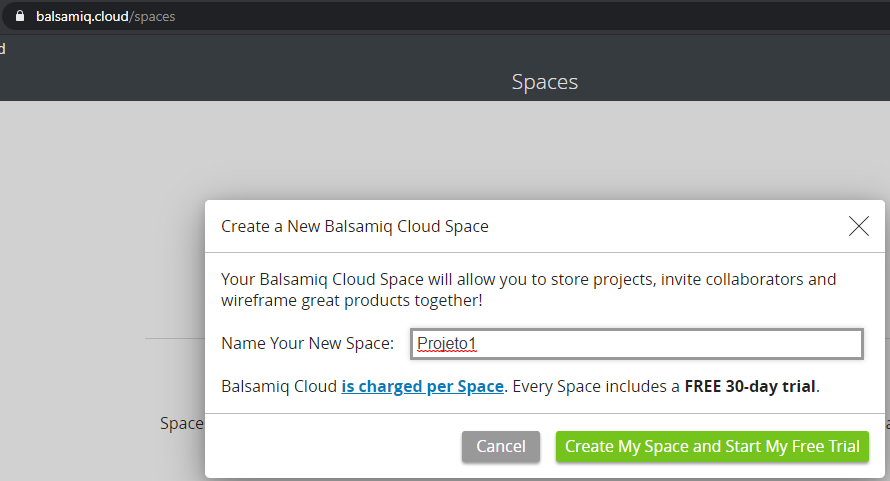 balsamiq.cloud/spaces
d
Spaces
Create a New Balsamiq Cloud Space
Your Balsamiq Cloud Space will allow you to store projects, invite collaborators and
wireframe great products together!
Name Your New Space: Projeto1
Balsamiq Cloud is charged per Space. Every Space includes a FREE 30-day trial.
Space
Cancel Create My Space and Start My Free Trial